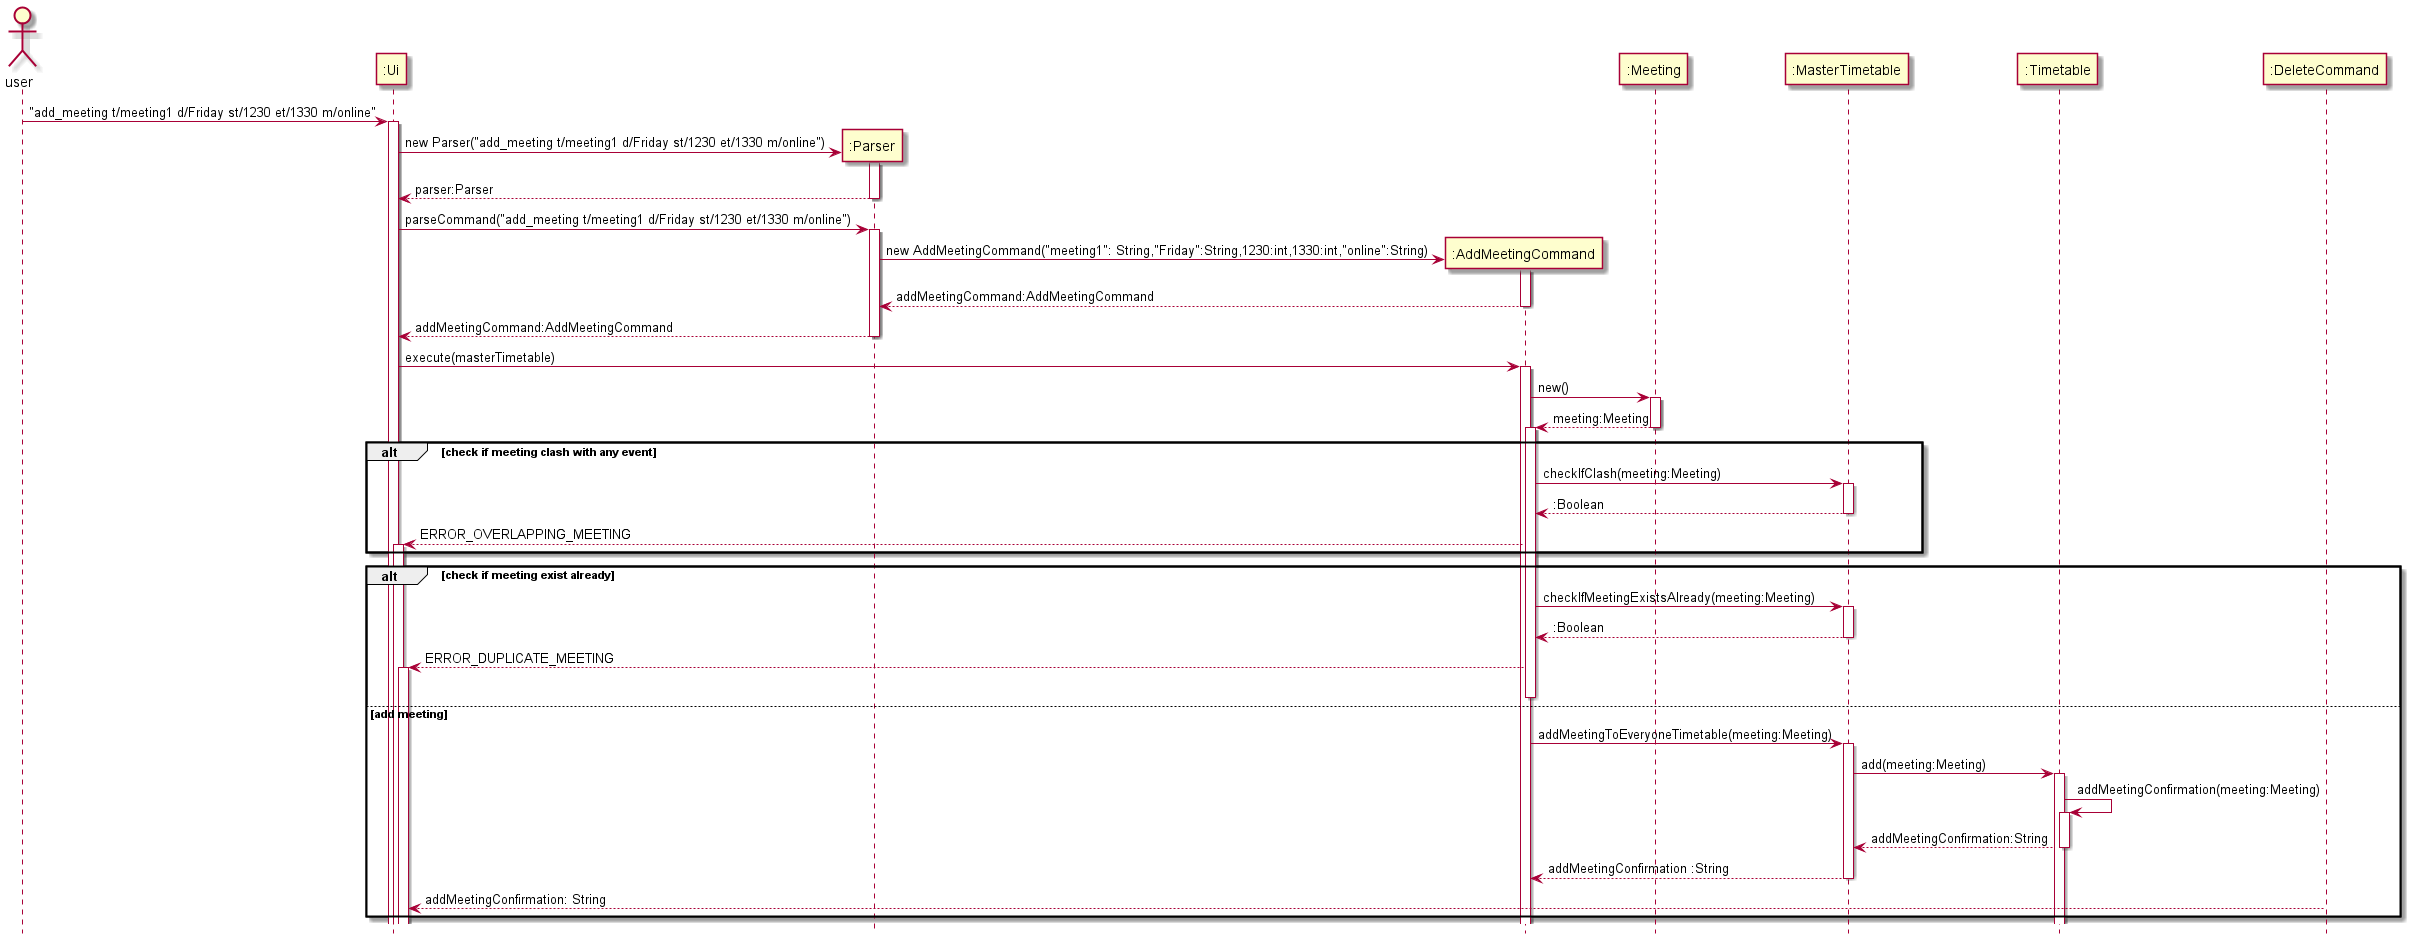 user
:Ui
:Meeting
:MasterTimetable
:Timetable
:DeleteCommand
"add_meeting t/meeting1 d/Friday st/1230 et/1330 m/online"
new Parser("add_meeting t/meeting1 d/Friday st/1230 et/1330 m/online")
:Parser
parser:Parser
parseCommand("add_meeting t/meeting1 d/Friday st/1230 et/1330 m/online")
new AddMeetingCommand("meeting1": String,"Friday":String,1230:int,1330:int,"online":String)
:AddMeetingCommand
addMeetingCommand:AddMeetingCommand
addMeetingCommand:AddMeetingCommand
execute(masterTimetable)
new()
meeting:Meeting
alt [check if meeting clash with any event]
checkIfClash(meeting:Meeting)
:Boolean
ERROR_OVERLAPPING_MEETING
alt [check if meeting exist already]
checkIfMeetingExistsAlready(meeting:Meeting)
:Boolean
ERROR_DUPLICATE_MEETING
[add meeting]
addMeetingToEveryoneTimetable(meeting:Meeting)
add(meeting:Meeting)
addMeetingConfirmation(meeting:Meeting)
addMeetingConfirmation:String
addMeetingConfirmation :String
addMeetingConfirmation: String